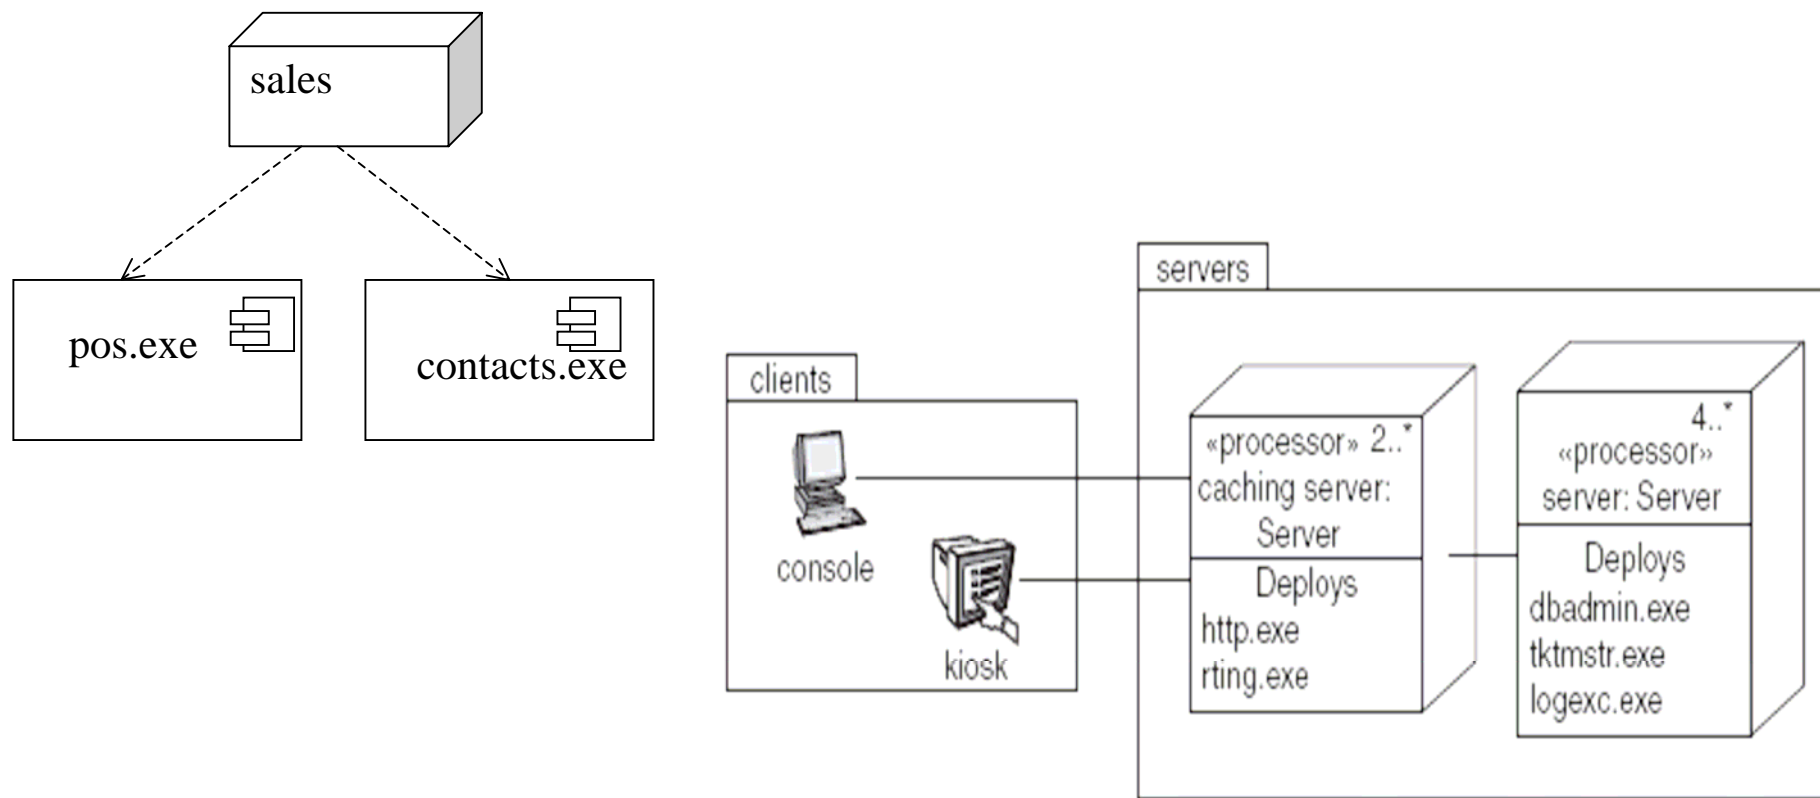 sales
pos.exe
contacts.exe
clients
console
kiosk
servers
«processor» 2..*
caching server:
Server
Deploys
http.exe
rting.exe
4..*
«processor»
server: Server
Deploys
dbadmin.exe
tktmstr.exe
logexc.exe